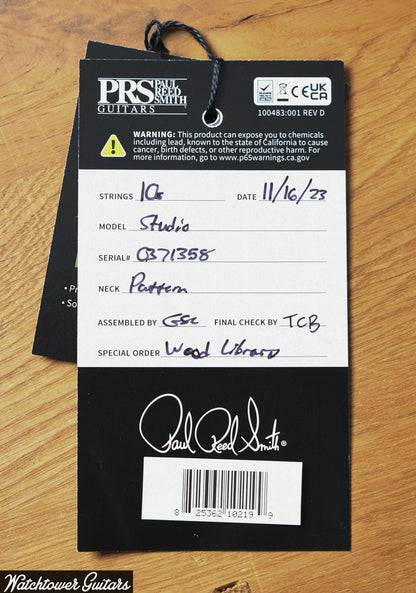 PRS PAUL REED SMITH
GUITARS
UK CA
CE
100483:001 REV D
WARNING: This product can expose you to chemicals
including lead, known to the state of California to cause
cancer, birth defects, or other reproductive harm. For
more information, go to www.p65warnings.ca.gov
STRINGS 10s DATE 11/16/23
MODEL Studio
SERIAL# 0371358
NECK Pattern
ASSEMBLED BY GSC FINAL CHECK BY TCB
SPECIAL ORDER Wood Library
Paul Reed Smith®
8 25362 10219 9
• Pr
• So
Watchtower Guitars